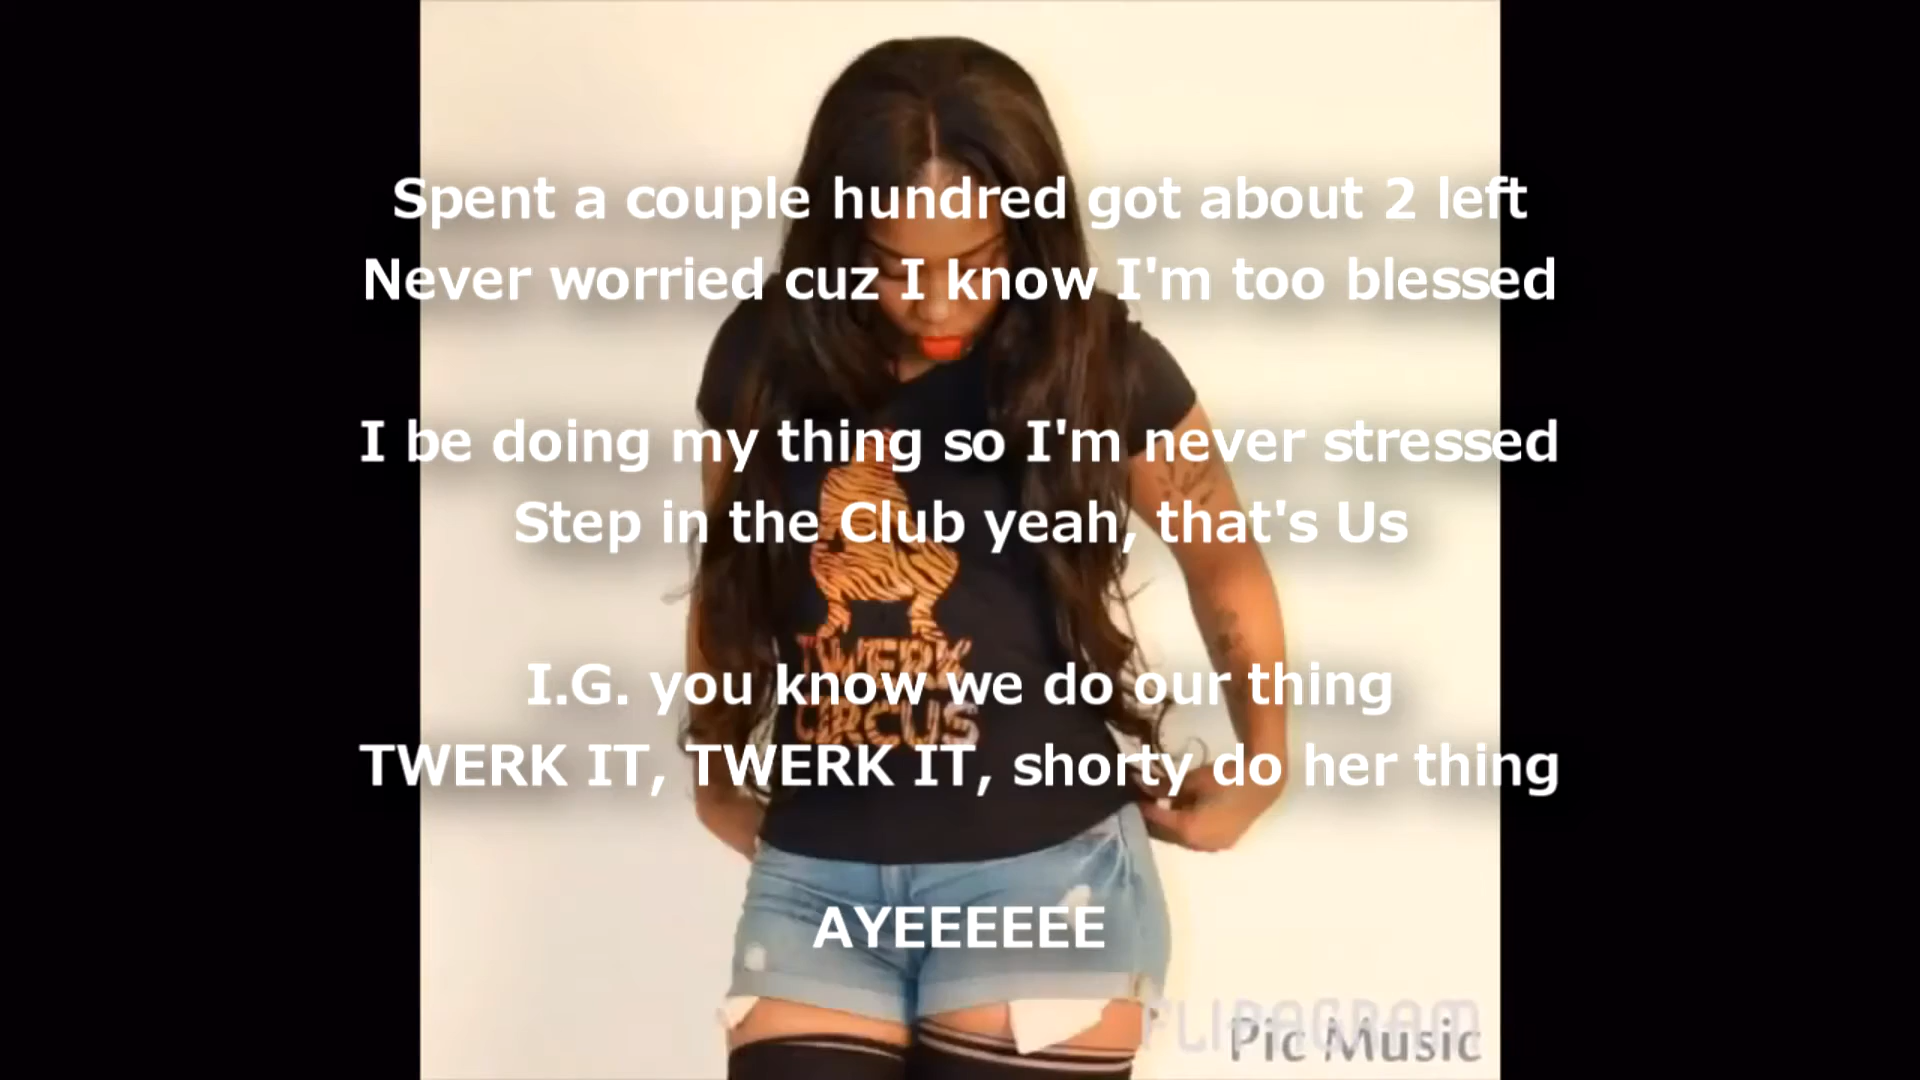 Spent a couple hundred got about 2 left
Never worried cuz I know I'm too blessed
I be doing my thing so I'm never stressed
Step in the Club yeah, that's Us
TWERK
CIRCUS
I.G. you know we do our thing
TWERK IT, TWERK IT, shorty do her thing
AYEEEEEE
FLIPAGRAM
Pic Music